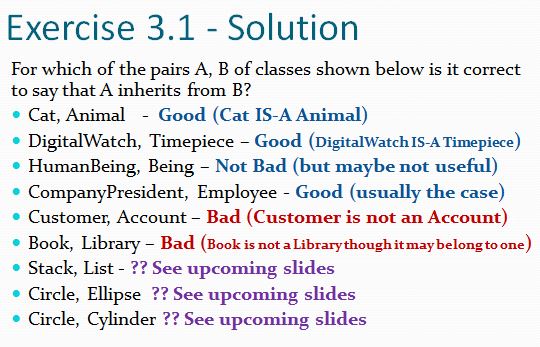 Exercise 3.1 - Solution
For which of the pairs A, B of classes shown below is it correct
to say that A inherits from B?
• Cat, Animal - Good (Cat IS-A Animal)
• DigitalWatch, Timepiece – Good (DigitalWatch IS-A Timepiece)
• HumanBeing, Being – Not Bad (but maybe not useful)
• CompanyPresident, Employee - Good (usually the case)
• Customer, Account – Bad (Customer is not an Account)
• Book, Library – Bad (Book is not a Library though it may belong to one)
• Stack, List - ?? See upcoming slides
• Circle, Ellipse ?? See upcoming slides
• Circle, Cylinder ?? See upcoming slides